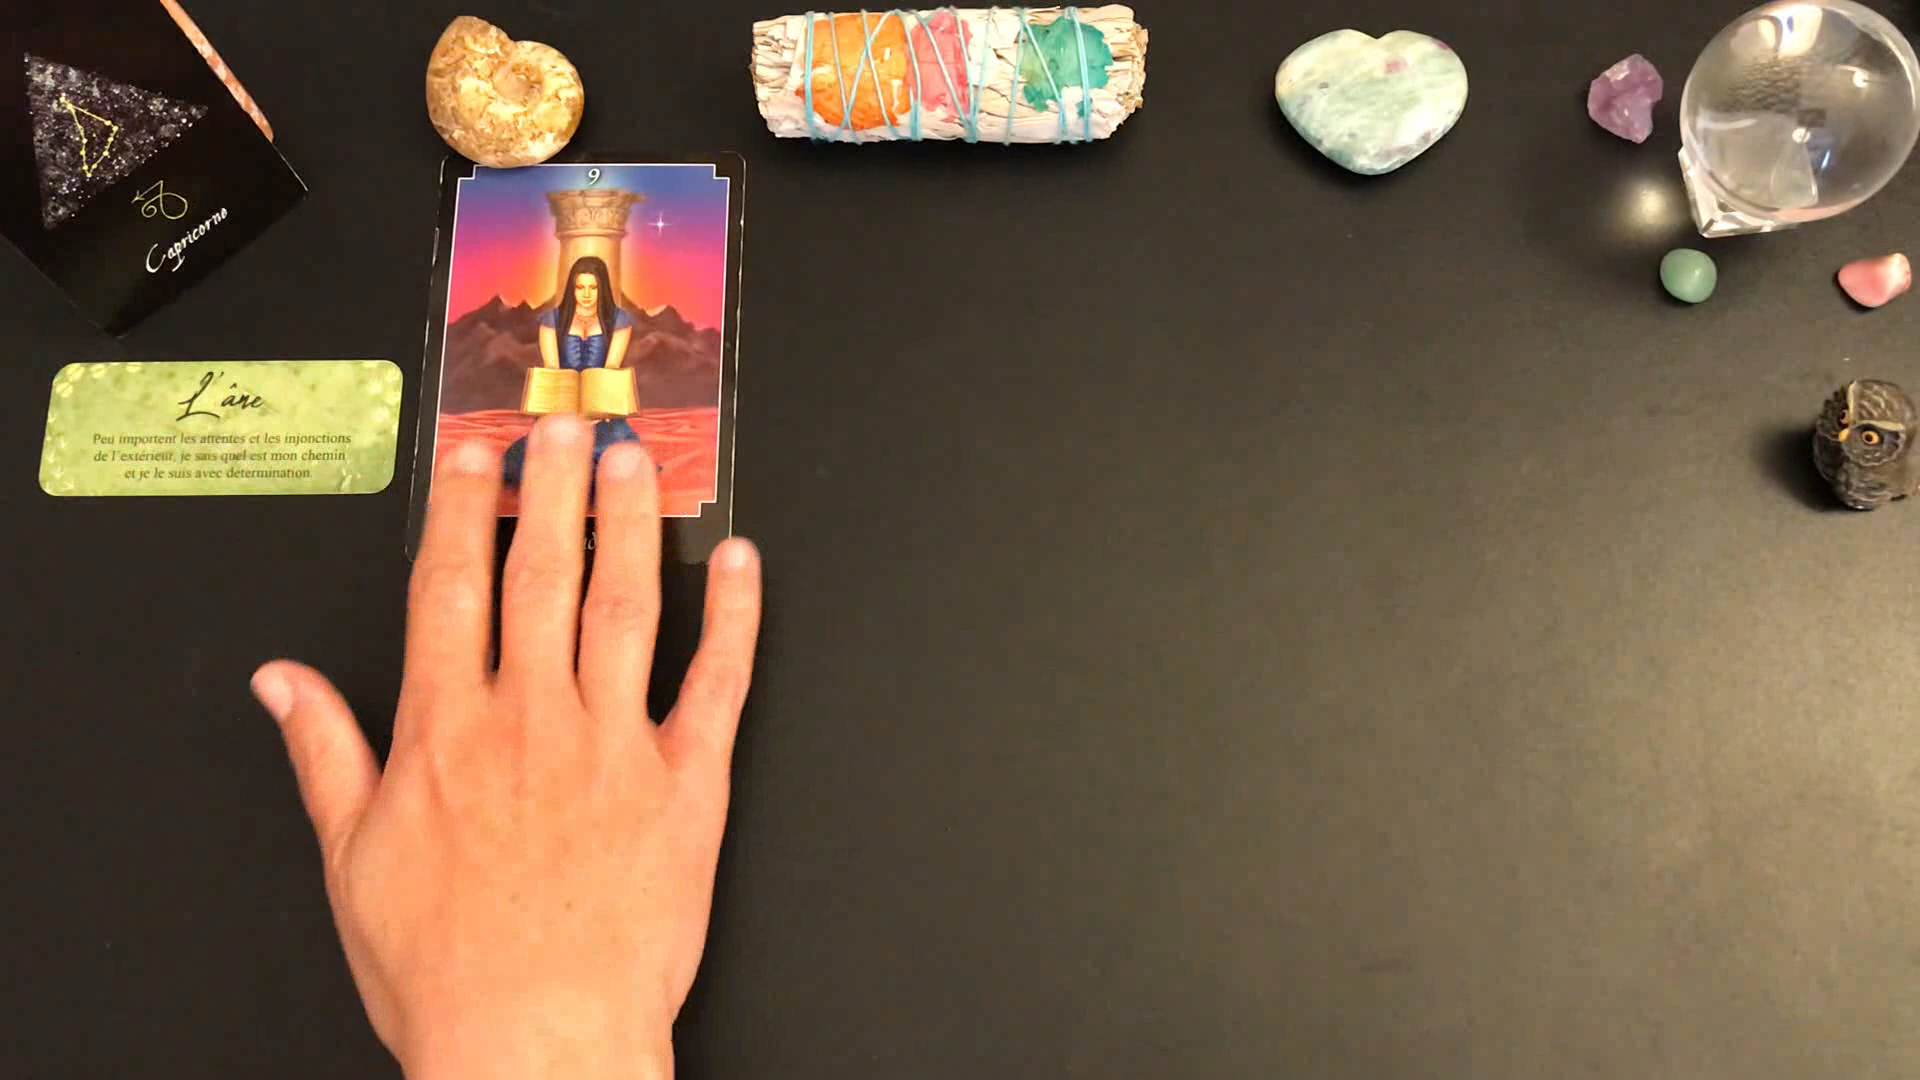 Capricorne
9
L'âne
Peu importent les attentes et les injonctions
de l'extérieur, je sais quel est mon chemin
et je le suis avec détermination.